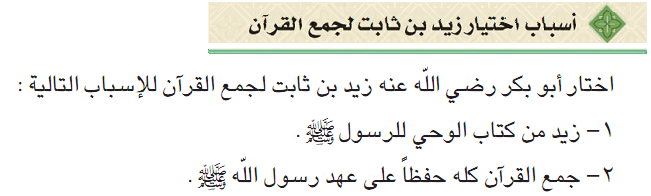 أسباب اختيار زيد بن ثابت لجمع القرآن
اختار أبو بكر رضي اللّه عنه زيد بن ثابت لجمع القرآن للإسباب التالية :
١- زيد من كتاب الوحي للرسول ﷺ .
٢- جمع القرآن كله حفظاً على عهد رسول اللّه ﷺ .